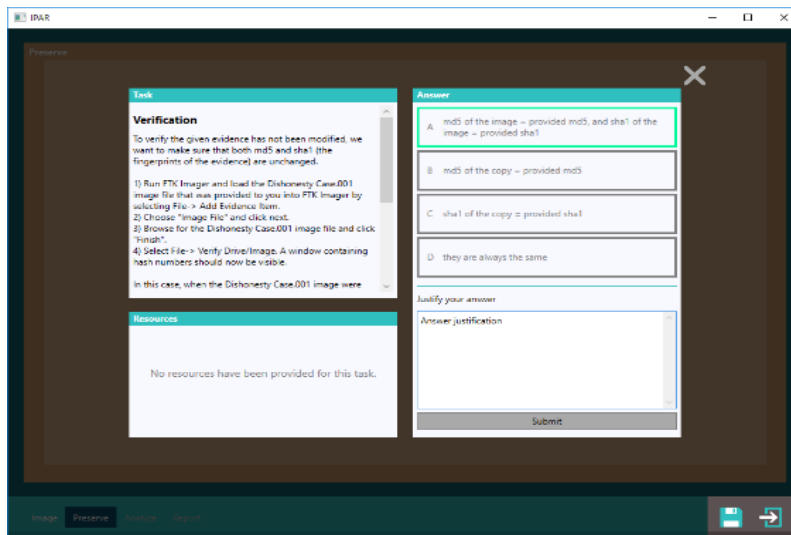 IPAR
Preserve
Task
Verification
To verify the given evidence has not been modified, we
want to make sure that both md5 and sha1 (the
fingerprints of the evidence) are unchanged.
1) Run FTK Imager and load the Dishonesty Case.001
image file that was provided to you into FTK Imager by
selecting File-> Add Evidence Item.
2) Choose "Image File" and click next.
3) Browse for the Dishonesty Case.001 image file and click
"Finish".
4) Select File-> Verify Drive/Image. A window containing
hash numbers should now be visible.
In this case, when the Dishonesty Case.001 image were
Resources
No resources have been provided for this task.
Answer
A md5 of the image = provided md5, and sha1 of the
image = provided sha1
B md5 of the copy = provided md5
C sha1 of the copy = provided sha1
D they are always the same
Justify your answer
Answer justification
Submit
Image Preserve Analyze Report